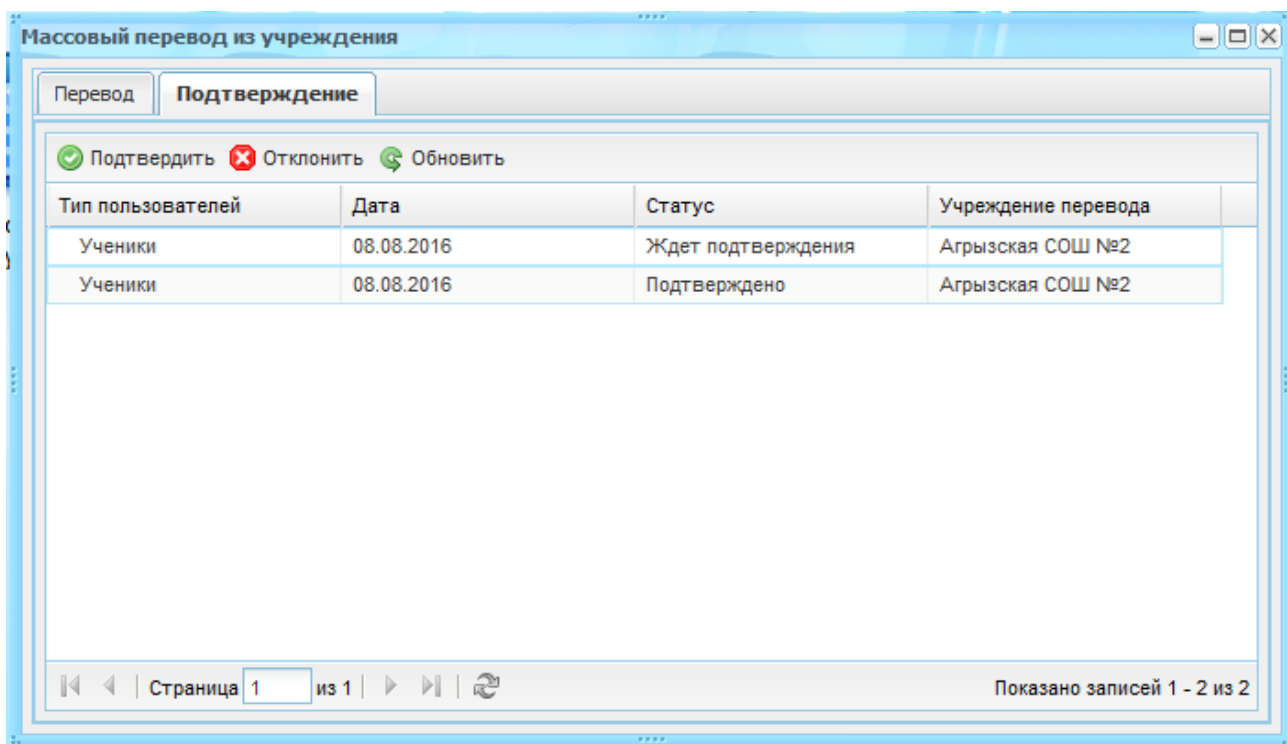 Массовый перевод из учреждения
Перевод Подтверждение
Подтвердить Отклонить Обновить
Тип пользователей Дата Статус Учреждение перевода
Ученики 08.08.2016 Ждет подтверждения Агрызская СОШ №2
Ученики 08.08.2016 Подтверждено Агрызская СОШ №2
Страница 1 из 1 Показано записей 1 - 2 из 2